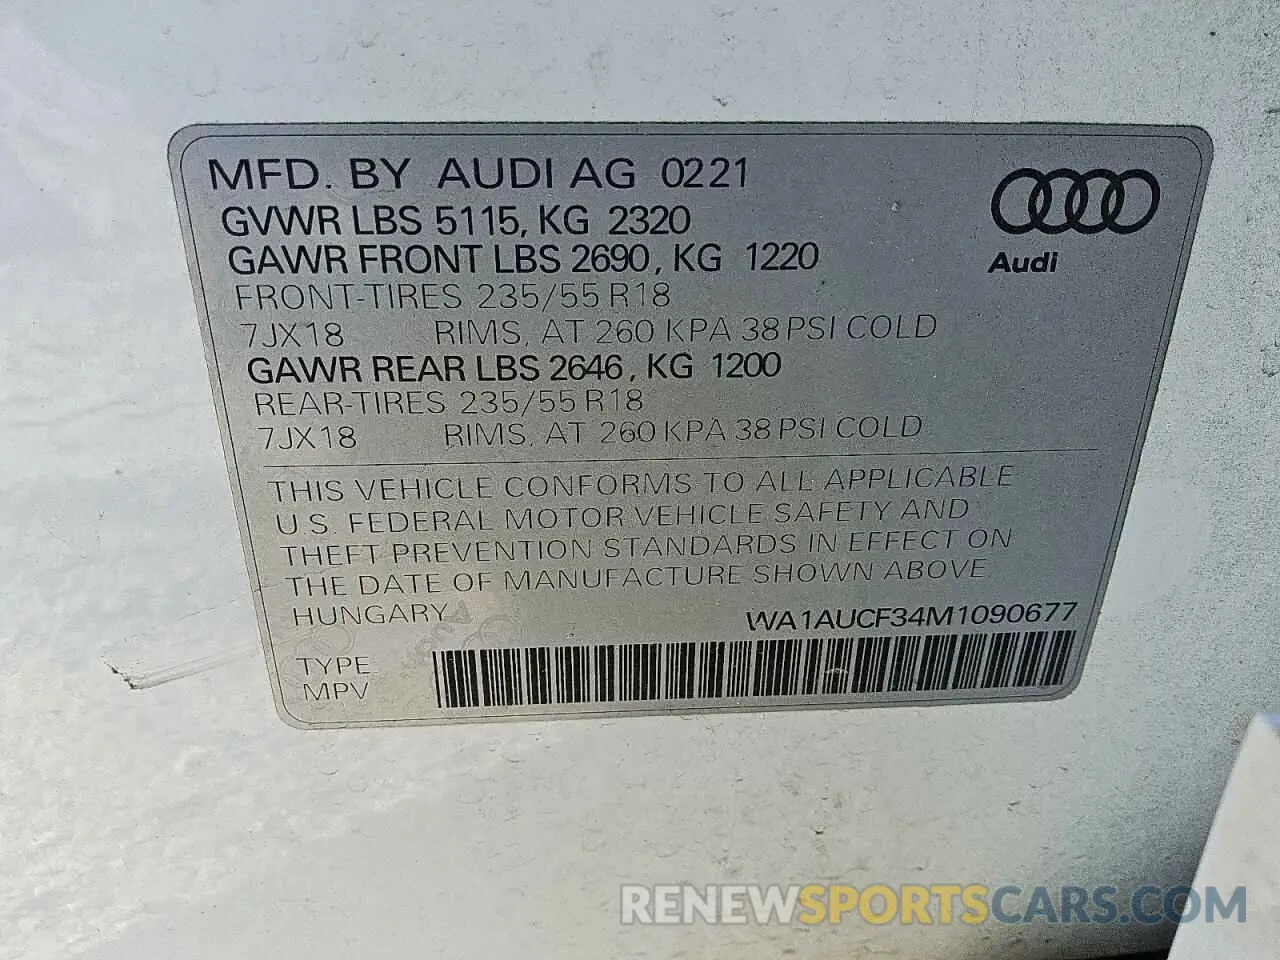 MFD. BY AUDI AG 0221
GVWR LBS 5115, KG 2320
GAWR FRONT LBS 2690, KG 1220
FRONT-TIRES 235/55 R18
7JX18 RIMS, AT 260 KPA 38 PSI COLD
GAWR REAR LBS 2646, KG 1200
REAR-TIRES 235/55 R18
7JX18 RIMS, AT 260 KPA 38 PSI COLD
Audi
THIS VEHICLE CONFORMS TO ALL APPLICABLE
U.S. FEDERAL MOTOR VEHICLE SAFETY AND
THEFT PREVENTION STANDARDS IN EFFECT ON
THE DATE OF MANUFACTURE SHOWN ABOVE
HUNGARY WA1AUCF34M1090677
TYPE
MPV
RENEWSPORTSCARS.COM